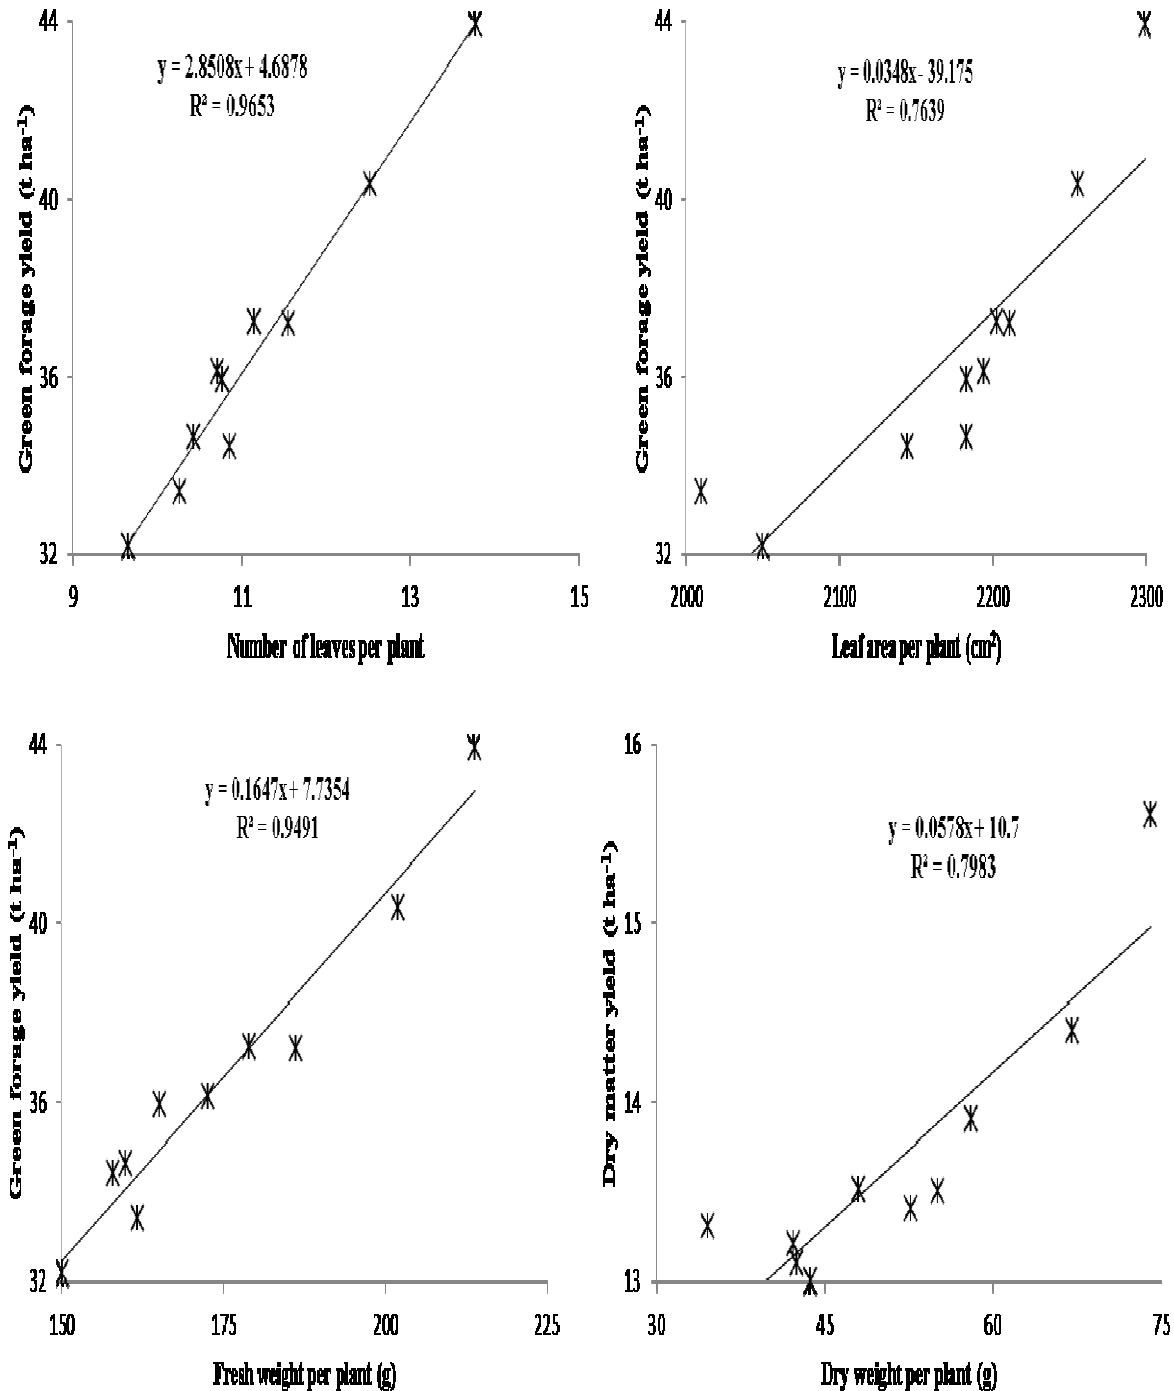 44
40
36
32
Green forage yield (t ha⁻¹)
y = 2.8508x + 4.6878
R² = 0.9653
9 11 13 15
Number of leaves per plant
44
40
36
32
Green forage yield (t ha⁻¹)
y = 0.0348x - 39.175
R² = 0.7639
2000 2100 2200 2300
Leaf area per plant (cm²)
44
40
36
32
Green forage yield (t ha⁻¹)
y = 0.1647x + 7.7354
R² = 0.9491
150 175 200 225
Fresh weight per plant (g)
16
15
14
13
Dry matter yield (t ha⁻¹)
y = 0.0578x + 10.7
R² = 0.7983
30 45 60 75
Dry weight per plant (g)